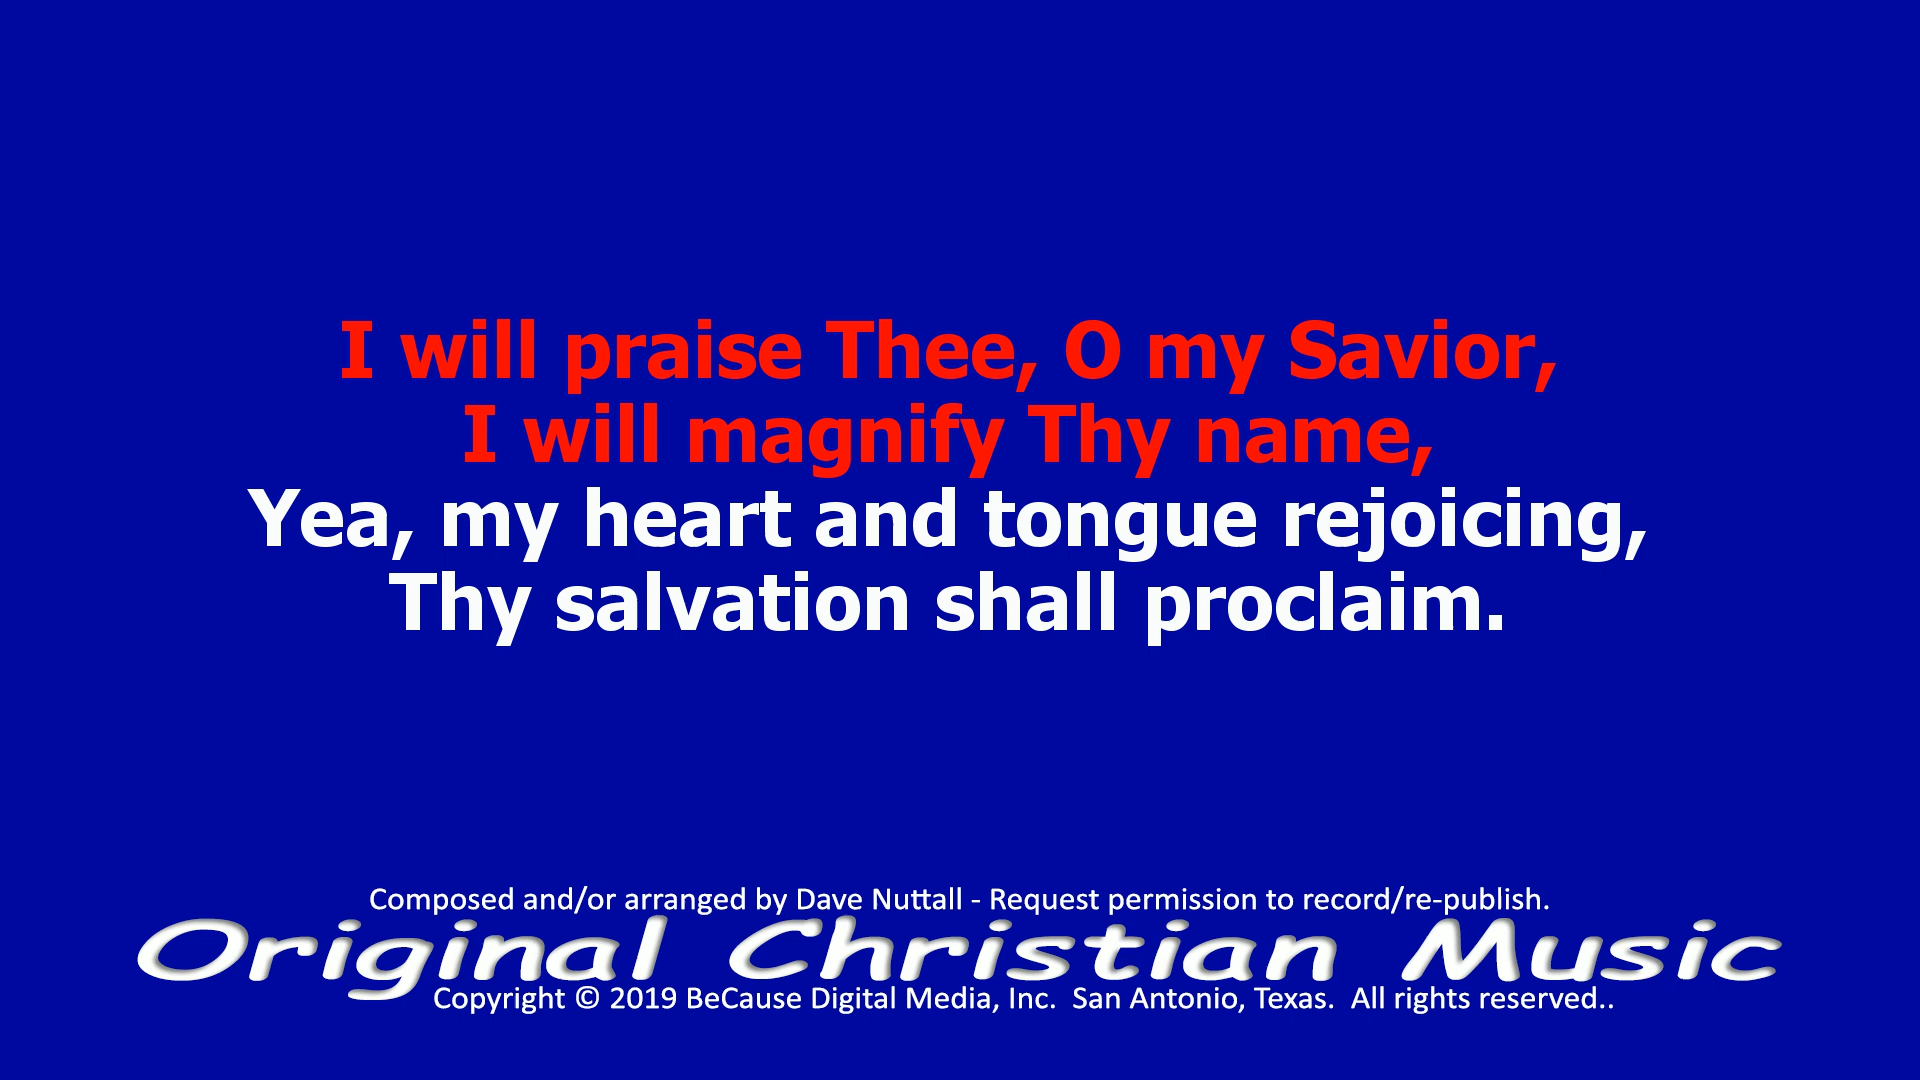 I will praise Thee, O my Savior,
I will magnify Thy name,
Yea, my heart and tongue rejoicing,
Thy salvation shall proclaim.
Composed and/or arranged by Dave Nuttall - Request permission to record/re-publish.
Original Christian Music
Copyright © 2019 BeCause Digital Media, Inc.  San Antonio, Texas.  All rights reserved..